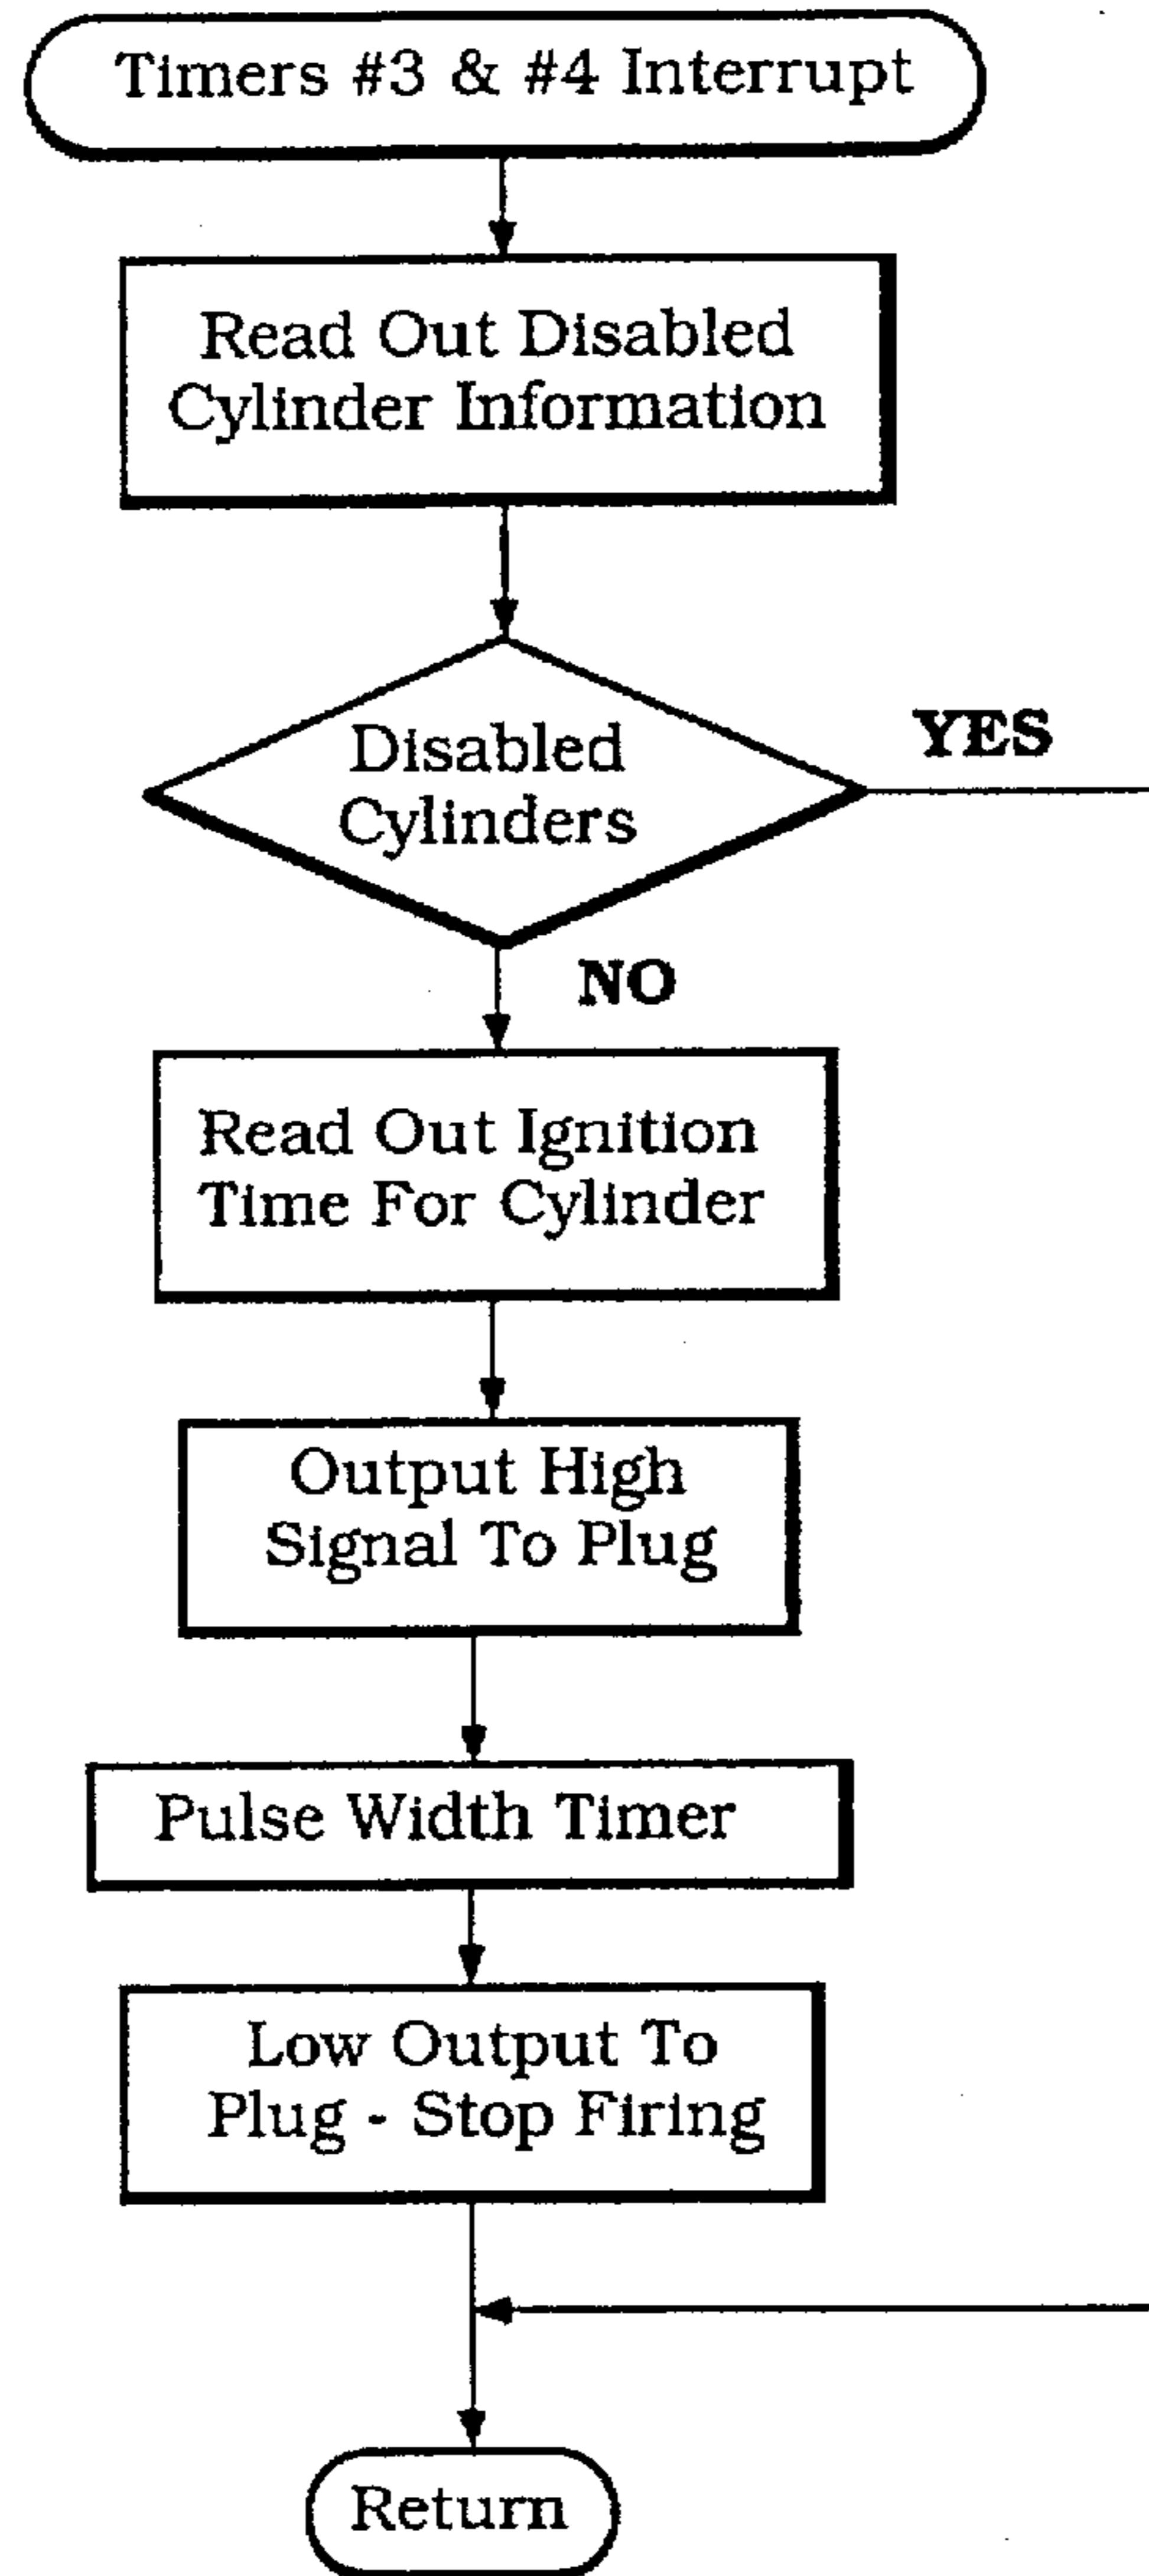 Timers #3 & #4 Interrupt
Read Out Disabled
Cylinder Information
Disabled
Cylinders
YES
NO
Read Out Ignition
Time For Cylinder
Output High
Signal To Plug
Pulse Width Timer
Low Output To
Plug - Stop Firing
Return